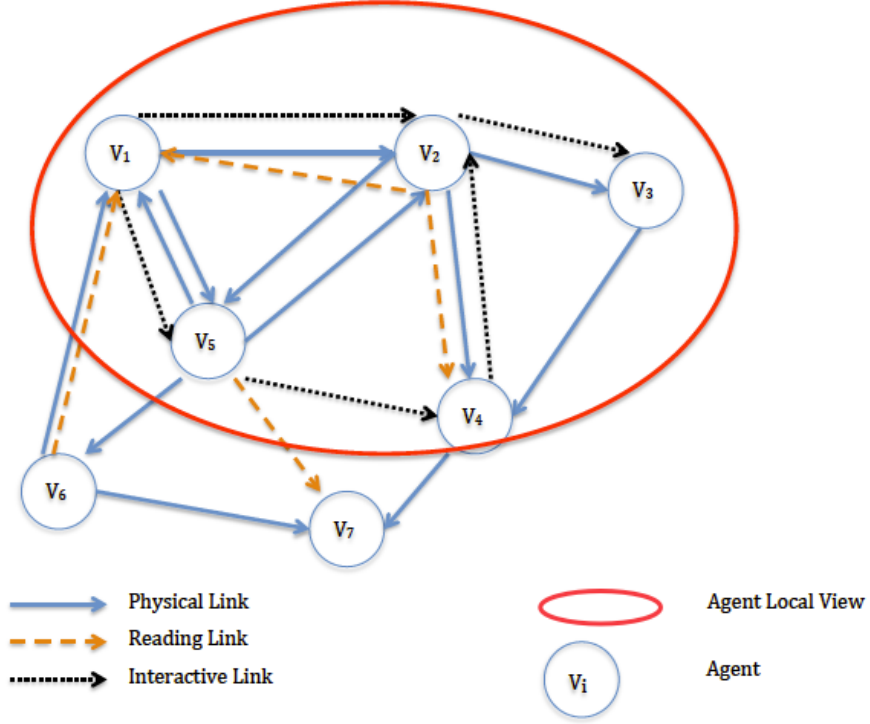 V1
V2
V3
V5
V4
V6
V7
Physical Link
Agent Local View
Reading Link
Interactive Link
Agent
Vi